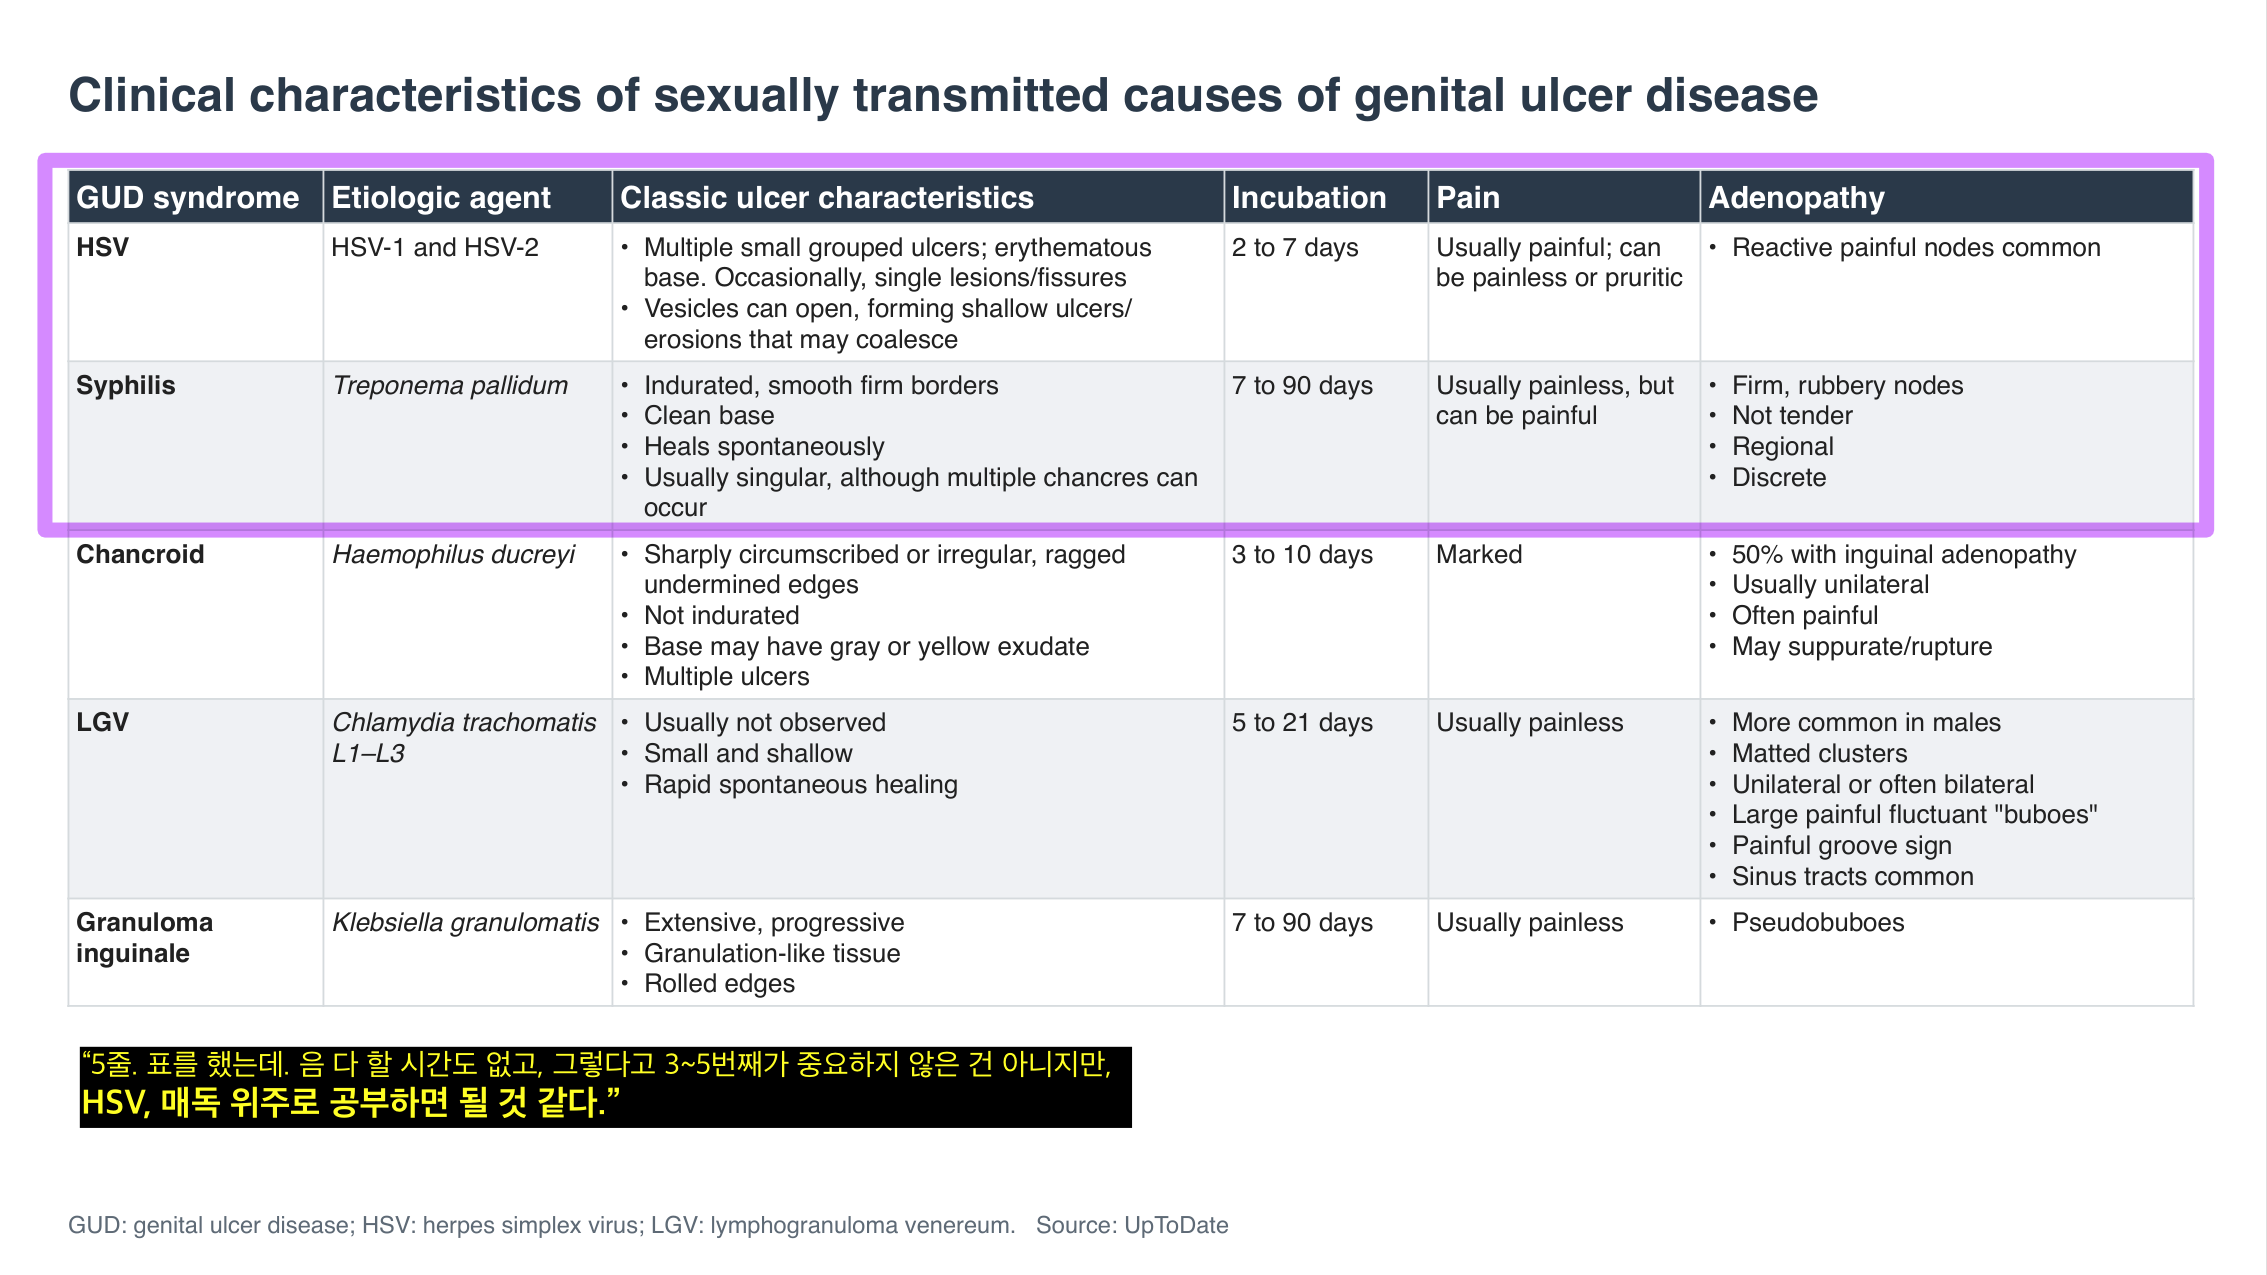 Clinical characteristics of sexually transmitted causes of genital ulcer disease
GUD syndrome
Etiologic agent
Classic ulcer characteristics
Incubation
Pain
Adenopathy
HSV
HSV-1 and HSV-2
• Multiple small grouped ulcers; erythematous
base. Occasionally, single lesions/fissures
• Vesicles can open, forming shallow ulcers/
erosions that may coalesce
2 to 7 days
Usually painful; can
be painless or pruritic
• Reactive painful nodes common
Syphilis
Treponema pallidum
• Indurated, smooth firm borders
• Clean base
• Heals spontaneously
• Usually singular, although multiple chancres can
occur
7 to 90 days
Usually painless, but
can be painful
• Firm, rubbery nodes
• Not tender
• Regional
• Discrete
Chancroid
Haemophilus ducreyi
• Sharply circumscribed or irregular, ragged
undermined edges
• Not indurated
• Base may have gray or yellow exudate
• Multiple ulcers
3 to 10 days
Marked
• 50% with inguinal adenopathy
• Usually unilateral
• Often painful
• May suppurate/rupture
LGV
Chlamydia trachomatis
L1–L3
• Usually not observed
• Small and shallow
• Rapid spontaneous healing
5 to 21 days
Usually painless
• More common in males
• Matted clusters
• Unilateral or often bilateral
• Large painful fluctuant "buboes"
• Painful groove sign
• Sinus tracts common
Granuloma
inguinale
Klebsiella granulomatis
• Extensive, progressive
• Granulation-like tissue
• Rolled edges
7 to 90 days
Usually painless
• Pseudobuboes
“5줄. 표를 했는데. 음 다 할 시간도 없고, 그렇다고 3~5번째가 중요하지 않은 건 아니지만,
HSV, 매독 위주로 공부하면 될 것 같다.”
GUD: genital ulcer disease; HSV: herpes simplex virus; LGV: lymphogranuloma venereum. Source: UpToDate